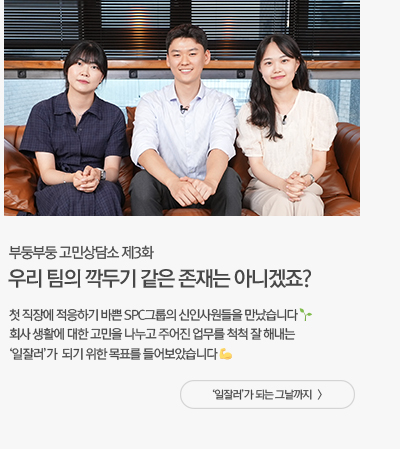 부둥부둥 고민상담소 제3화
우리 팀의 깍두기 같은 존재는 아니겠죠?
첫 직장에 적응하기 바쁜 SPC그룹의 신인사원들을 만났습니다🌱
회사 생활에 대한 고민을 나누고 주어진 업무를 척척 잘 해내는
‘일잘러’가 되기 위한 목표를 들어보았습니다💪
‘일잘러’가 되는 그날까지 〉